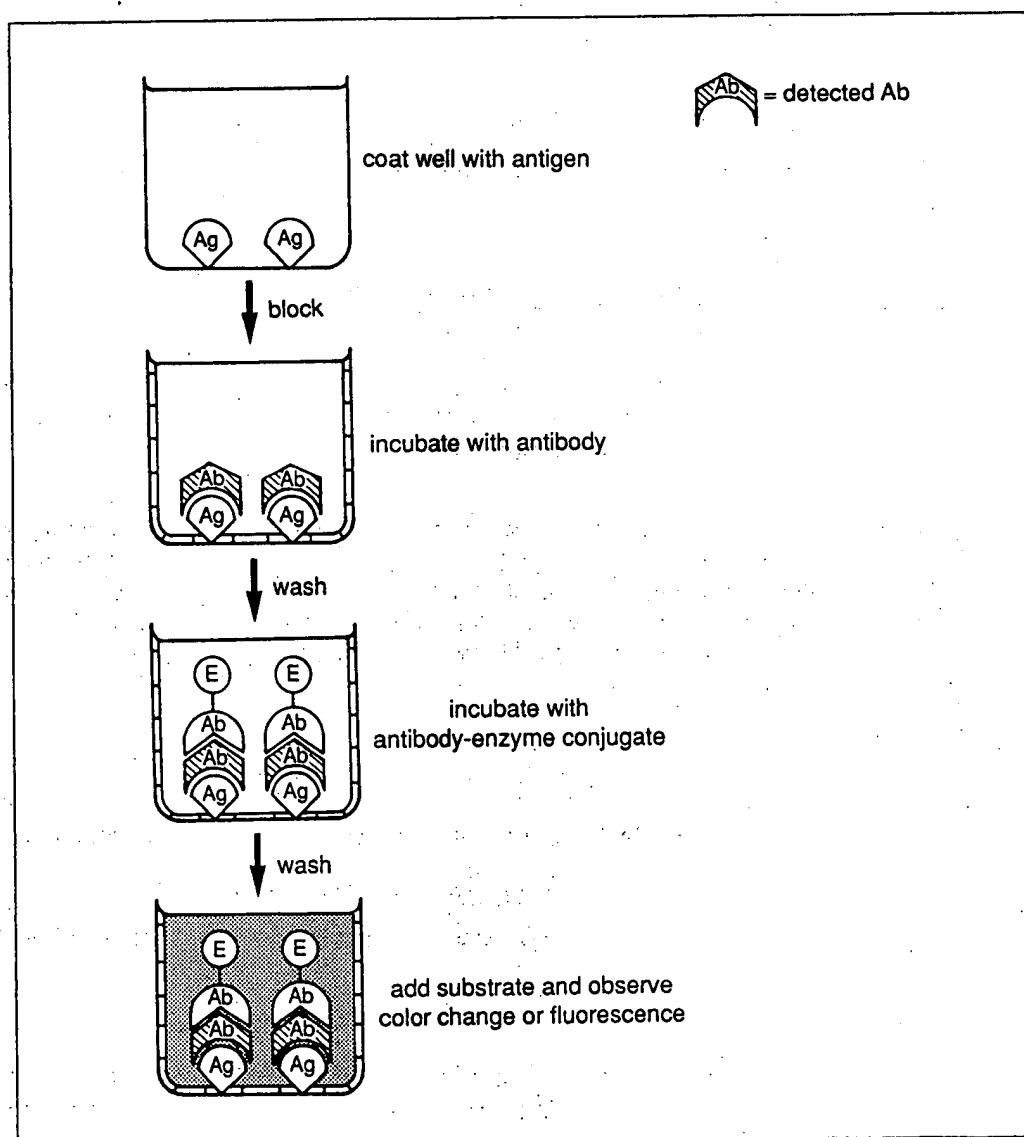 Ab = detected Ab
coat well with antigen
Ag Ag
block
incubate with antibody
Ab Ab
Ag Ag
wash
E E
incubate with
antibody-enzyme conjugate
Ab Ab
Ab Ab
Ag Ag
wash
E E
add substrate and observe
color change or fluorescence
Ab Ab
Ab Ab
Ag Ag